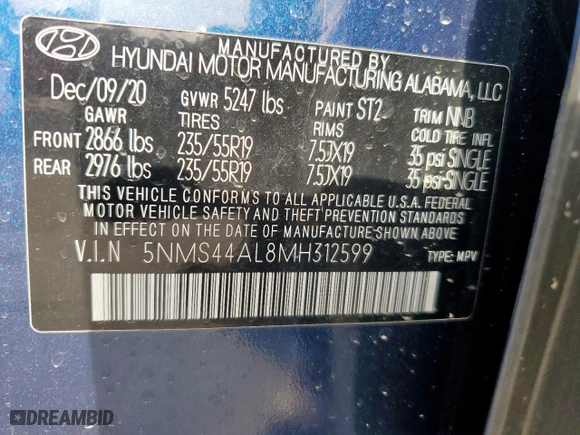 MANUFACTURED BY
HYUNDAI MOTOR MANUFACTURING ALABAMA, LLC
Dec/09/20 GVWR 5247 lbs PAINT ST2 TRIM NNB
GAWR TIRES RIMS COLD TIRE INFL
FRONT 2866 lbs 235/55R19 7.5JX19 35 psi-SINGLE
REAR 2976 lbs 235/55R19 7.5JX19 35 psi-SINGLE
THIS VEHICLE CONFORMS TO ALL APPLICABLE U.S.A. FEDERAL
MOTOR VEHICLE SAFETY AND THEFT PREVENTION STANDARDS
IN EFFECT ON THE DATE OF MANUFACTURE SHOWN ABOVE.
V.I.N 5NMS44AL8MH312599 TYPE: MPV
DREAMBID